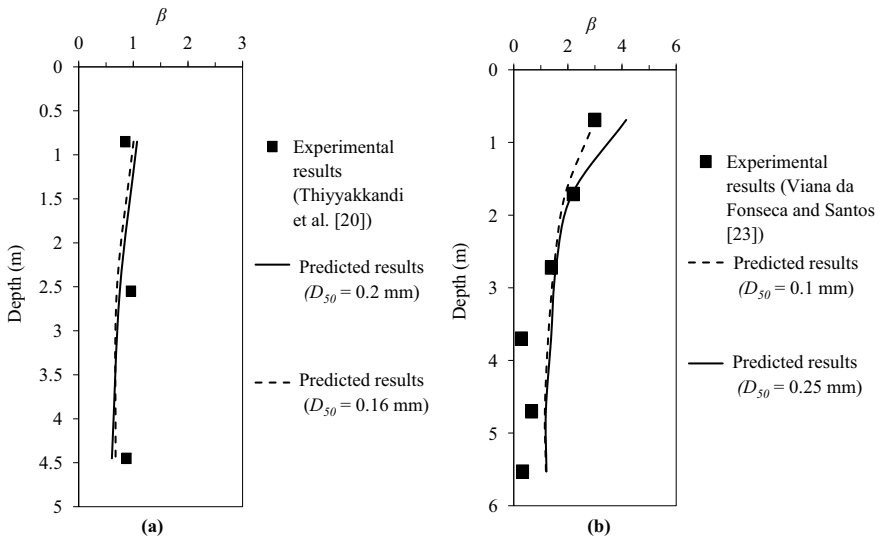 β
0 1 2 3
0
0.5
1
1.5
2
2.5
3
3.5
4
4.5
5
Depth (m)
Experimental
results
(Thiyyakkandi
et al. [20])
Predicted results
(D50 = 0.2 mm)
Predicted results
(D50 = 0.16 mm)
(a)
β
0 2 4 6
0
1
2
3
4
5
6
Depth (m)
Experimental
results (Viana da
Fonseca and Santos
[23])
Predicted results
(D50 = 0.1 mm)
Predicted results
(D50 = 0.25 mm)
(b)